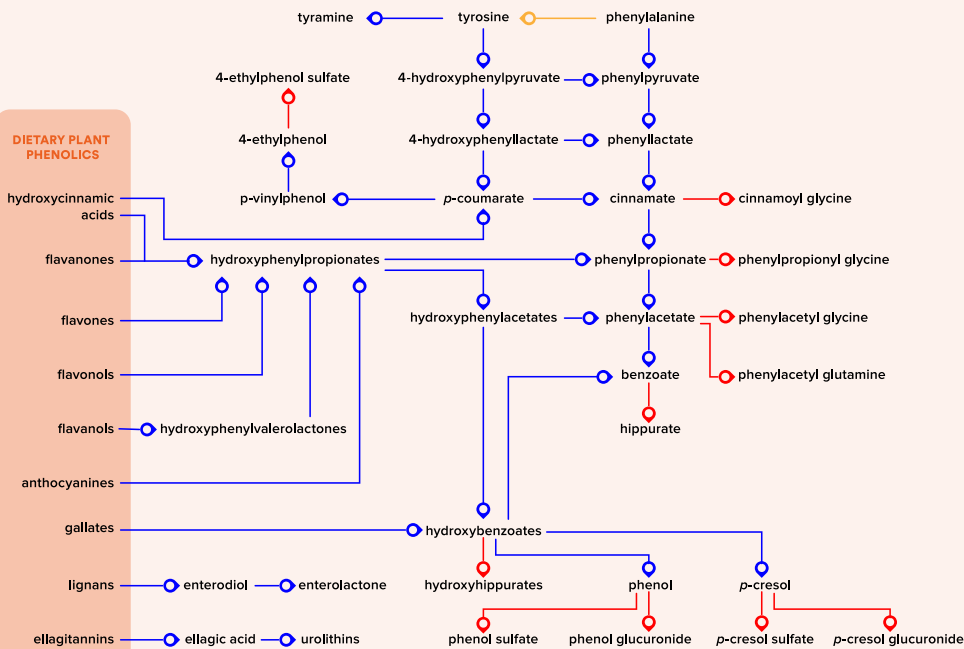 tyramine
tyrosine
phenylalanine
4-ethylphenol sulfate
4-hydroxyphenylpyruvate
phenylpyruvate
DIETARY PLANT
PHENOLICS
4-ethylphenol
4-hydroxyphenyllactate
phenyllactate
hydroxycinnamic
acids
p-vinylphenol
p-coumarate
cinnamate
cinnamoyl glycine
flavanones
hydroxyphenylpropionates
phenylpropionate
phenylpropionyl glycine
flavones
hydroxyphenylacetates
phenylacetate
phenylacetyl glycine
flavonols
benzoate
phenylacetyl glutamine
flavanols
hydroxyphenylvalerolactones
hippurate
anthocyanines
gallates
hydroxybenzoates
lignans
enterodiol
enterolactone
hydroxyhippurates
phenol
p-cresol
ellagitannins
ellagic acid
urolithins
phenol sulfate
phenol glucuronide
p-cresol sulfate
p-cresol glucuronide